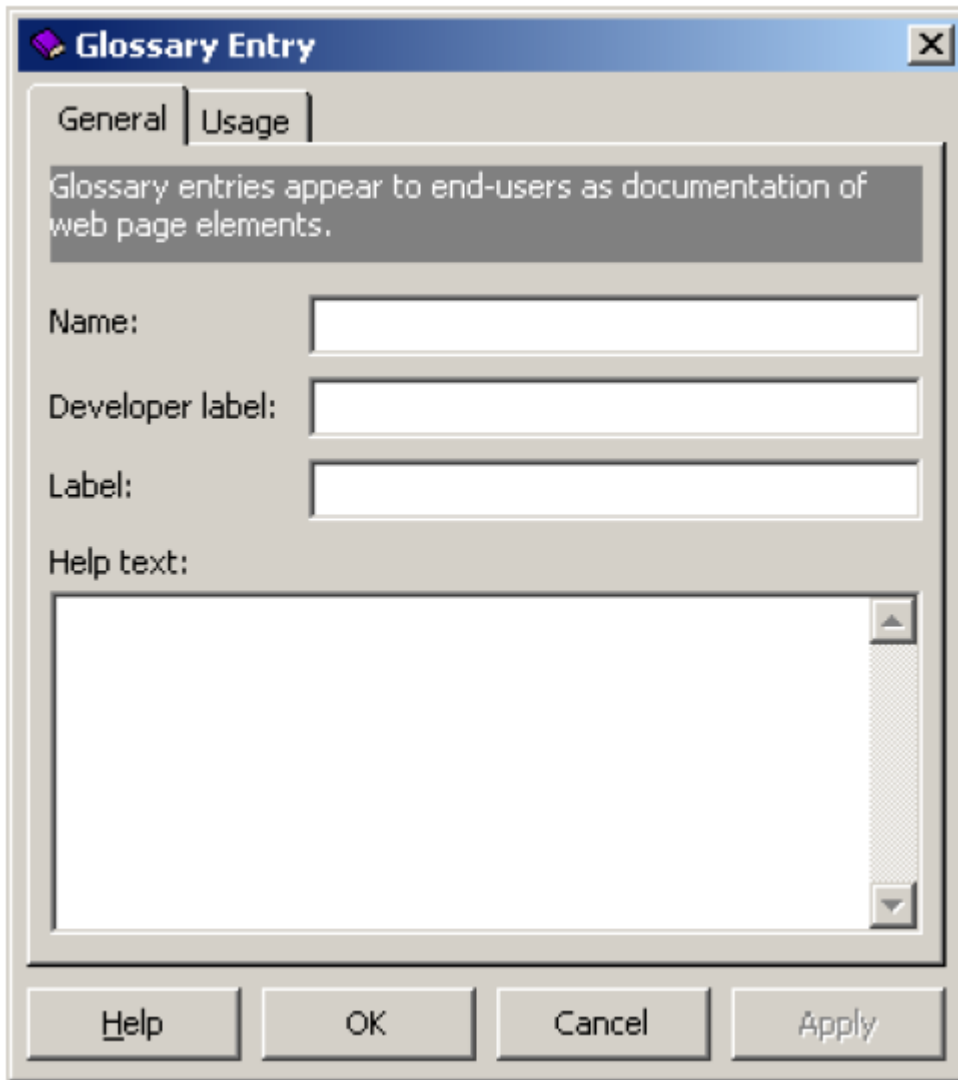 Glossary Entry
General
Usage
Glossary entries appear to end-users as documentation of
web page elements.
Name:
Developer label:
Label:
Help text:
Help
OK
Cancel
Apply